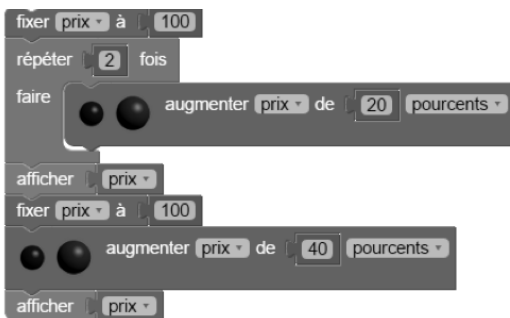 fixer prix à 100
répéter 2 fois
faire augmenter prix de 20 pourcents
afficher prix
fixer prix à 100
augmenter prix de 40 pourcents
afficher prix